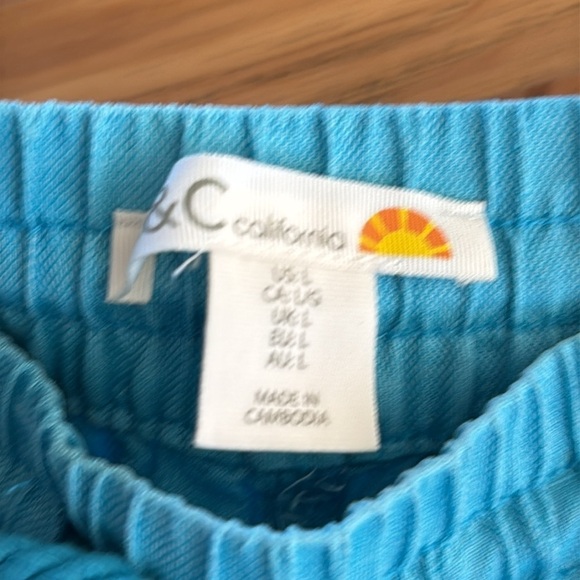 &C california
US: L
CA: L/G
UK: L
EU: L
AU: L
MADE IN
CAMBODIA